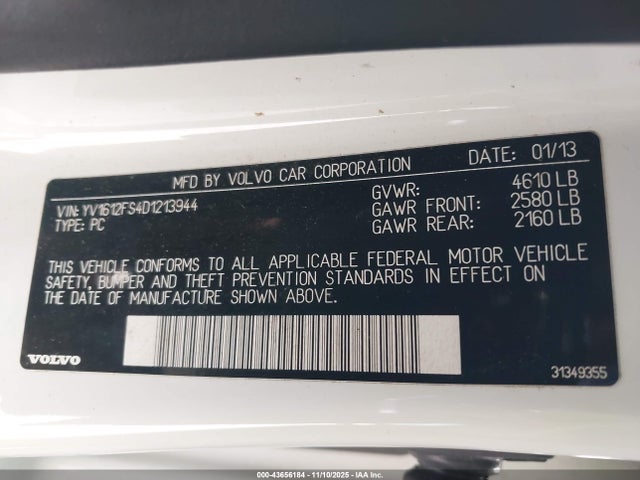 MFD BY VOLVO CAR CORPORATION DATE: 01/13
VIN: YV1612FS4D1213944
TYPE: PC
GVWR: 4610 LB
GAWR FRONT: 2580 LB
GAWR REAR: 2160 LB
THIS VEHICLE CONFORMS TO ALL APPLICABLE FEDERAL MOTOR VEHICLE
SAFETY, BUMPER AND THEFT PREVENTION STANDARDS IN EFFECT ON
THE DATE OF MANUFACTURE SHOWN ABOVE.
VOLVO
31349355
000-43656184 - 11/10/2025 - IAA Inc.